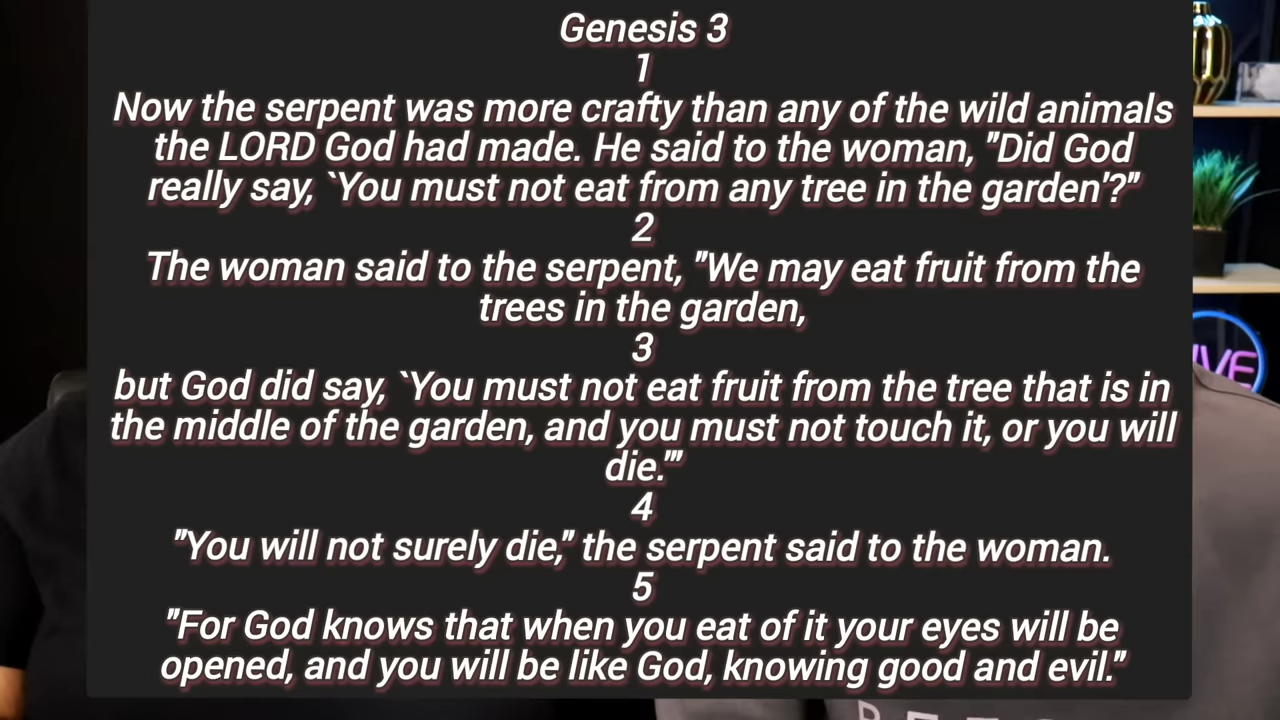 Genesis 3
1
Now the serpent was more crafty than any of the wild animals
the LORD God had made. He said to the woman, "Did God
really say, `You must not eat from any tree in the garden'?"
2
The woman said to the serpent, "We may eat fruit from the
trees in the garden,
3
but God did say, `You must not eat fruit from the tree that is in
the middle of the garden, and you must not touch it, or you will
die.'"
4
"You will not surely die," the serpent said to the woman.
5
"For God knows that when you eat of it your eyes will be
opened, and you will be like God, knowing good and evil."